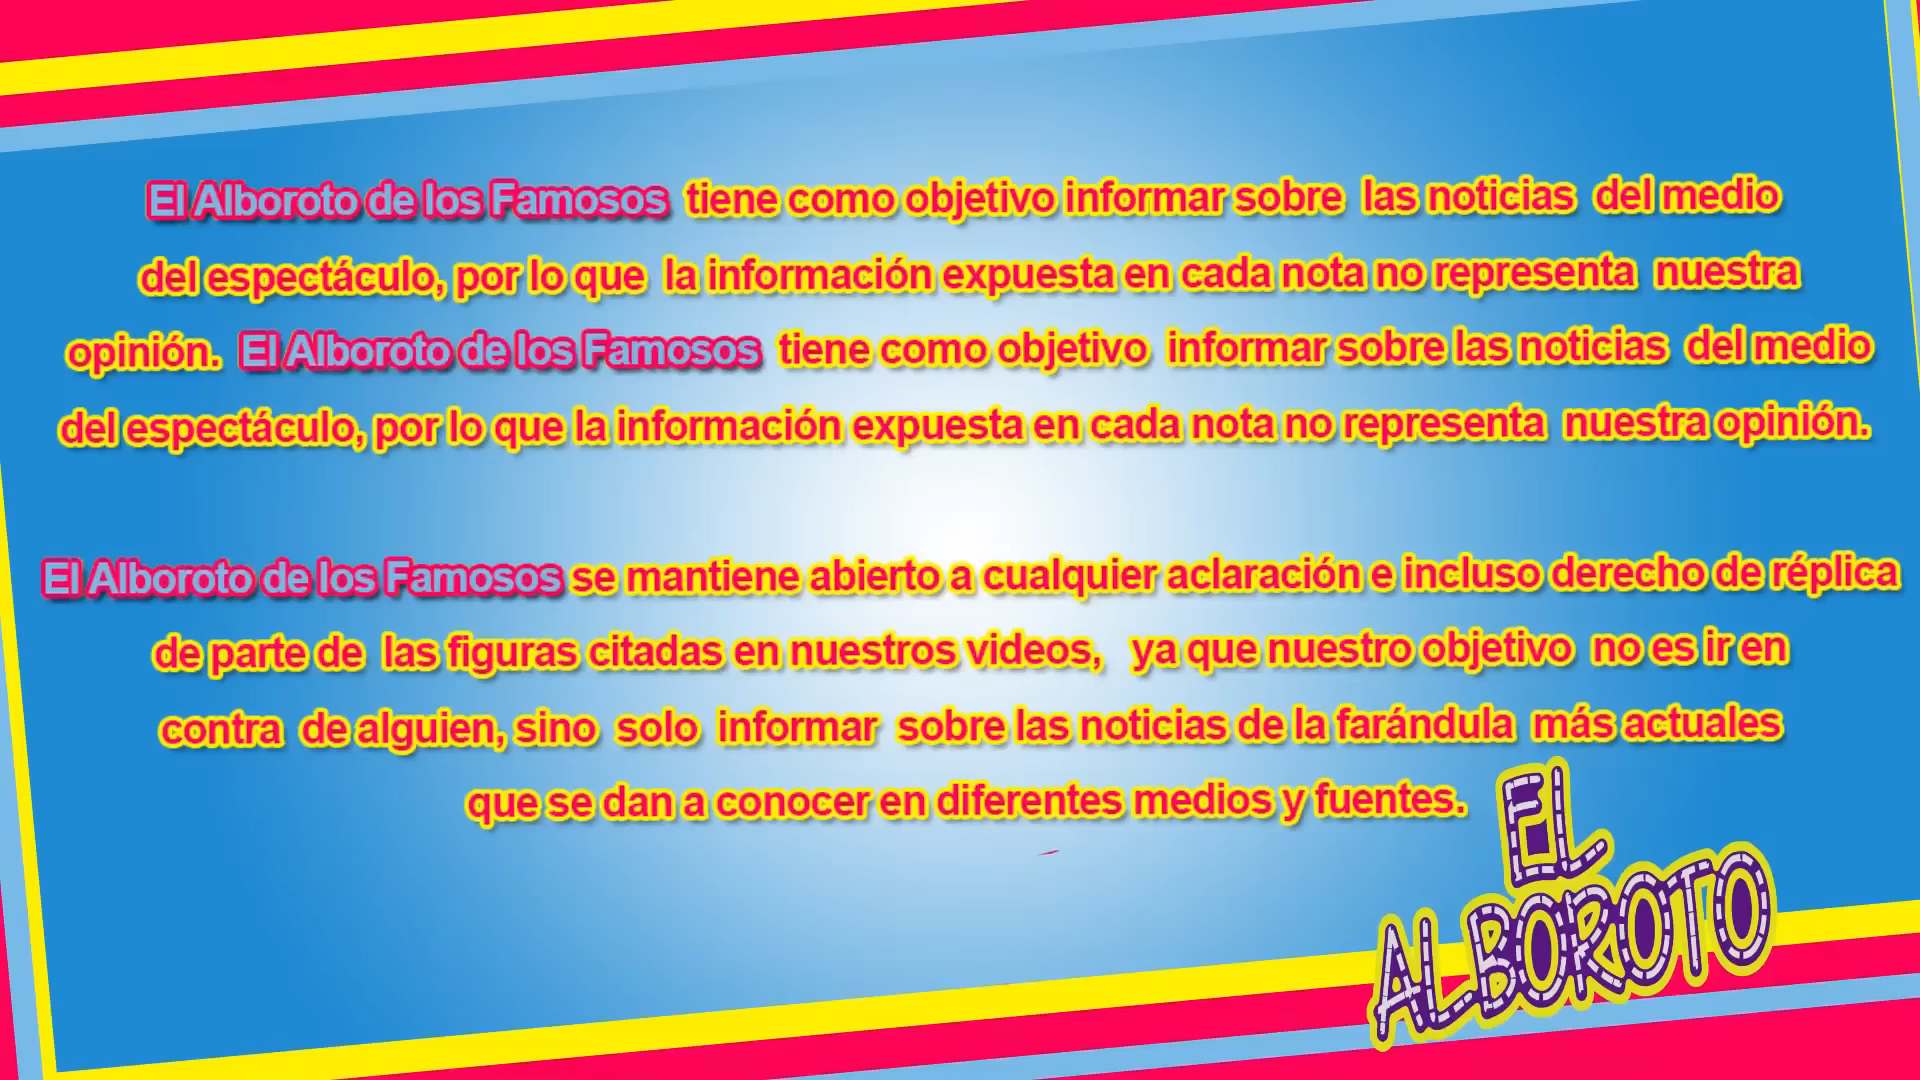 El Alboroto de los Famosos tiene como objetivo informar sobre las noticias del medio
del espectáculo, por lo que la información expuesta en cada nota no representa nuestra
opinión. El Alboroto de los Famosos tiene como objetivo informar sobre las noticias del medio
del espectáculo, por lo que la información expuesta en cada nota no representa nuestra opinión.
El Alboroto de los Famosos se mantiene abierto a cualquier aclaración e incluso derecho de réplica
de parte de las figuras citadas en nuestros videos, ya que nuestro objetivo no es ir en
contra de alguien, sino solo informar sobre las noticias de la farándula más actuales
que se dan a conocer en diferentes medios y fuentes.
EL
ALBOROTO